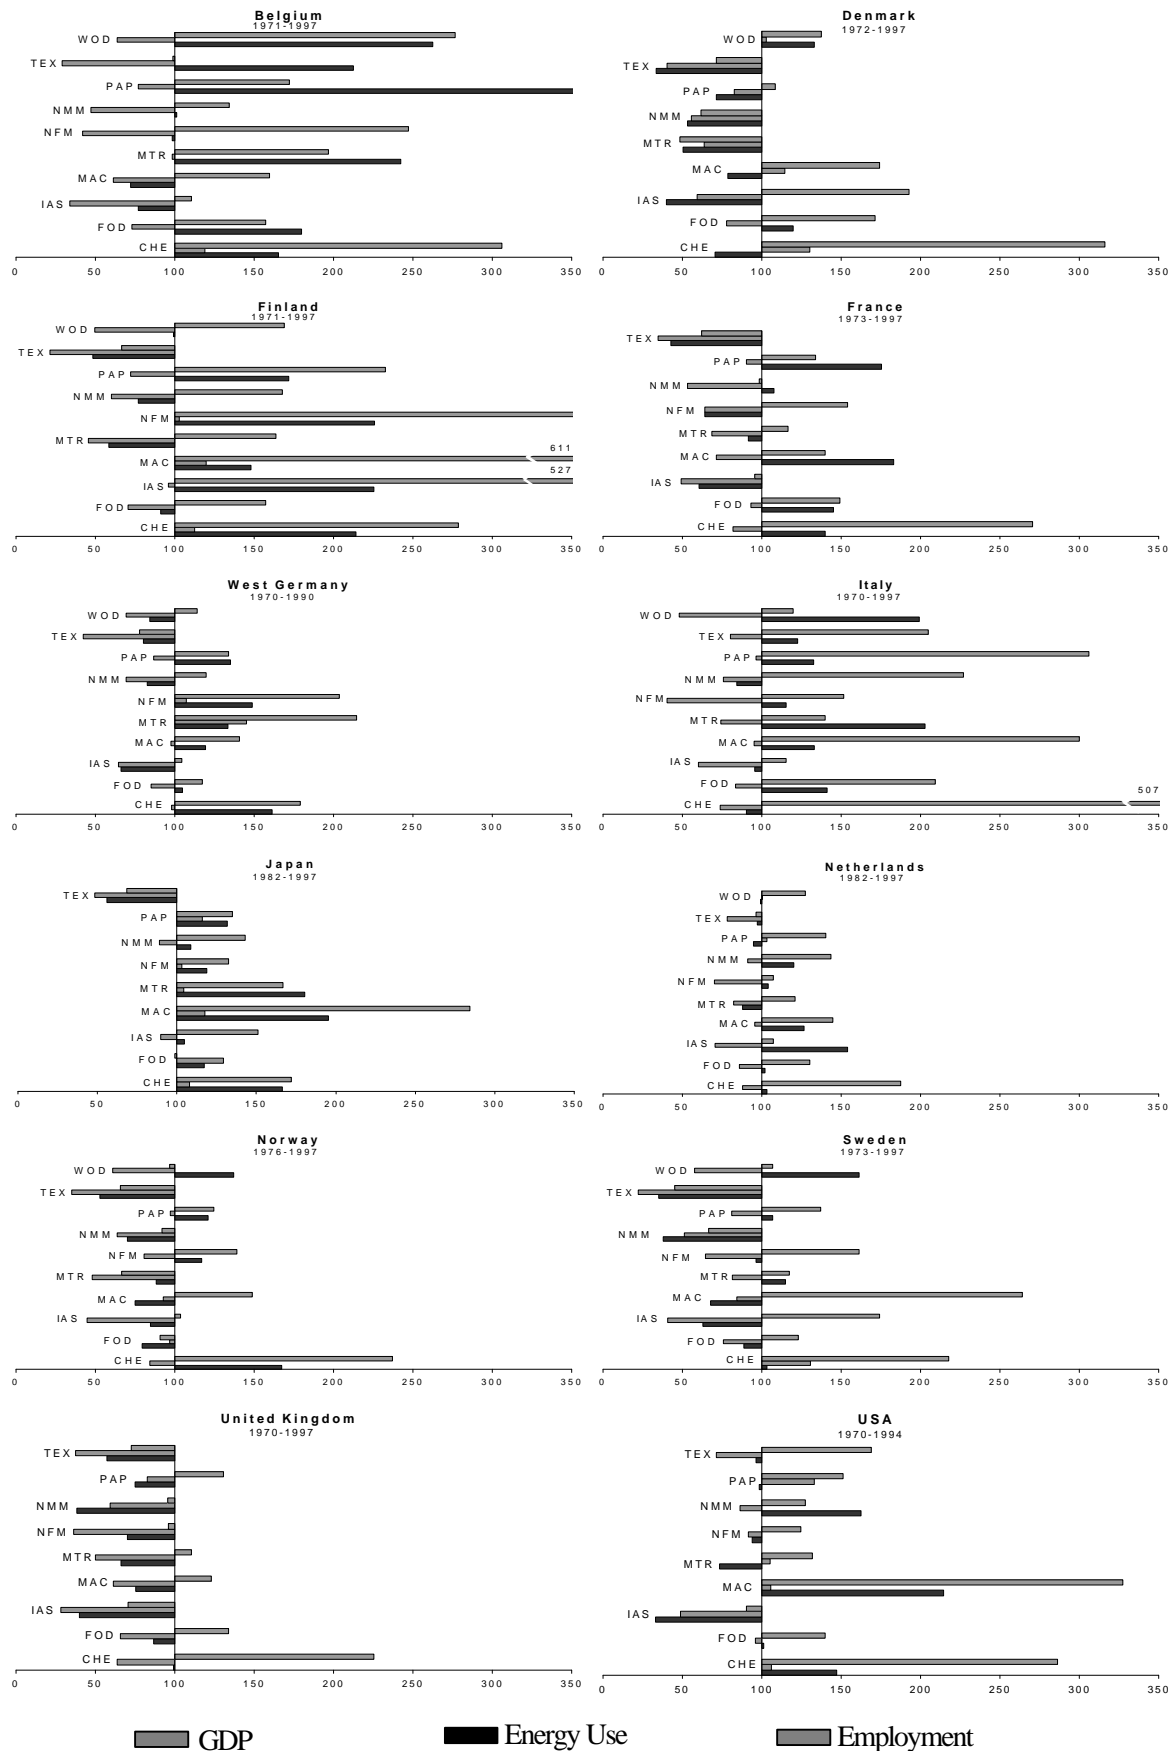 Belgium
1971-1997
WOD
TEX
PAP
NMM
NFM
MTR
MAC
IAS
FOD
CHE
0 50 100 150 200 250 300 350
Denmark
1972-1997
WOD
TEX
PAP
NMM
MTR
MAC
IAS
FOD
CHE
0 50 100 150 200 250 300 350
Finland
1971-1997
WOD
TEX
PAP
NMM
NFM
MTR
611
MAC
527
IAS
FOD
CHE
0 50 100 150 200 250 300 350
France
1973-1997
TEX
PAP
NMM
NFM
MTR
MAC
IAS
FOD
CHE
0 50 100 150 200 250 300 350
West Germany
1970-1990
WOD
TEX
PAP
NMM
NFM
MTR
MAC
IAS
FOD
CHE
0 50 100 150 200 250 300 350
Italy
1970-1997
WOD
TEX
PAP
NMM
NFM
MTR
MAC
IAS
FOD
507
CHE
0 50 100 150 200 250 300 350
Japan
1982-1997
TEX
PAP
NMM
NFM
MTR
MAC
IAS
FOD
CHE
0 50 100 150 200 250 300 350
Netherlands
1982-1997
WOD
TEX
PAP
NMM
NFM
MTR
MAC
IAS
FOD
CHE
0 50 100 150 200 250 300 350
Norway
1976-1997
WOD
TEX
PAP
NMM
NFM
MTR
MAC
IAS
FOD
CHE
0 50 100 150 200 250 300 350
Sweden
1973-1997
WOD
TEX
PAP
NMM
NFM
MTR
MAC
IAS
FOD
CHE
0 50 100 150 200 250 300 350
United Kingdom
1970-1997
TEX
PAP
NMM
NFM
MTR
MAC
IAS
FOD
CHE
0 50 100 150 200 250 300 350
USA
1970-1994
TEX
PAP
NMM
NFM
MTR
MAC
IAS
FOD
CHE
0 50 100 150 200 250 300 350
GDP Energy Use Employment